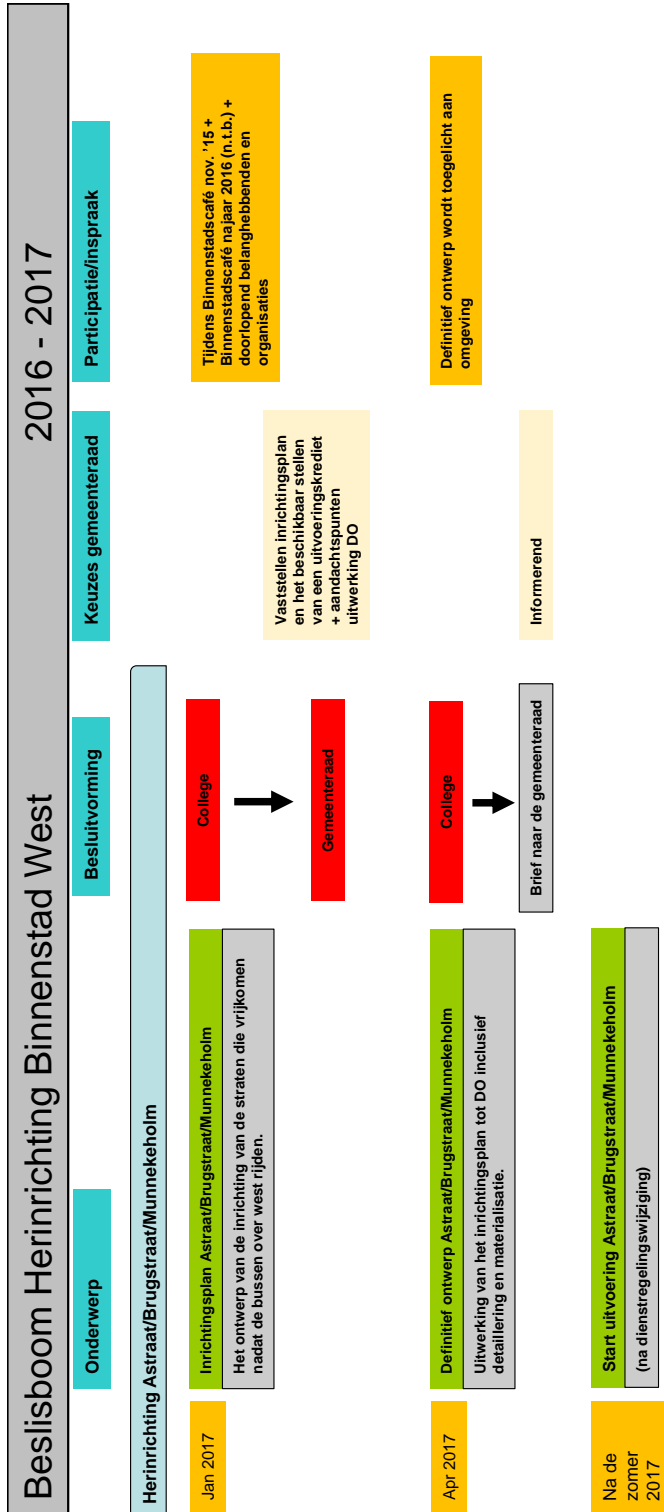 Beslisboom Herinrichting Binnenstad West 2016 - 2017
Onderwerp
Besluitvorming
Keuzes gemeenteraad
Participatie/inspraak
Herinrichting Astraat/Brugstraat/Munnekeholm
Jan 2017
Inrichtingsplan Astraat/Brugstraat/Munnekeholm
Het ontwerp van de inrichting van de straten die vrijkomen
nadat de bussen over west rijden.
College
Gemeenteraad
Vaststellen inrichtingsplan
en het beschikbaar stellen
van een uitvoeringskrediet
+ aandachtspunten
uitwerking DO
Tijdens Binnenstadscafé nov. '15 +
Binnenstadscafé najaar 2016 (n.t.b.) +
doorlopend belanghebbenden en
organisaties
Apr 2017
Definitief ontwerp Astraat/Brugstraat/Munnekeholm
Uitwerking van het inrichtingsplan tot DO inclusief
detaillering en materialisatie.
College
Brief naar de gemeenteraad
Informerend
Definitief ontwerp wordt toegelicht aan
omgeving
Na de
zomer
2017
Start uitvoering Astraat/Brugstraat/Munnekeholm
(na dienstregelingswijziging)